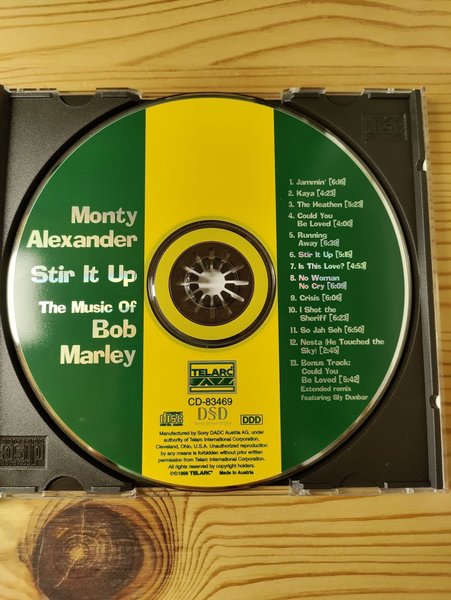 Monty
Alexander
Stir It Up
The Music Of
Bob
Marley
1. Jammin' [6:16]
2. Kaya [4:23]
3. The Heathen [5:23]
4. Could You
Be Loved [4:00]
5. Running
Away [6:39]
6. Stir It Up [5:15]
7. Is This Love? [4:53]
8. No Woman
No Cry [6:09]
9. Crisis [6:06]
10. I Shot the
Sheriff [6:23]
11. So Jah Seh [6:50]
12. Nesta (He Touched the
Sky) [2:45]
13. Bonus Track:
Could You
Be Loved [5:42]
Extended remix
featuring Sly Dunbar
TELARC
JAZZ
CD-83469
DSD
DDD
Manufactured by Sony DADC Austria AG, under
authority of Telarc International Corporation,
Cleveland, Ohio, U.S.A. Unauthorized reproduction
by any means is forbidden without prior written
permission from Telarc International Corporation.
All rights reserved by copyright holders.
©℗1999 TELARC® Made in Austria